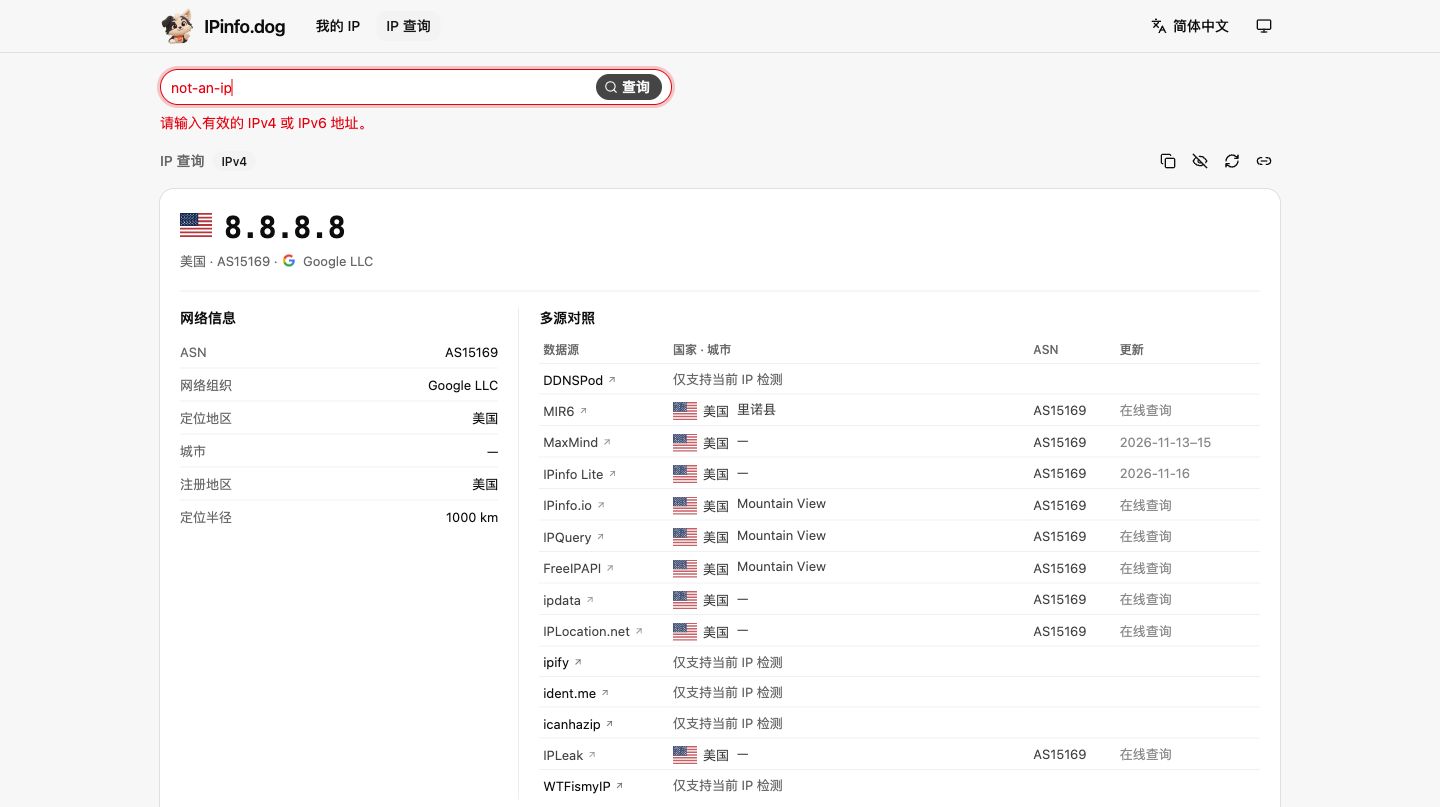 IPinfo.dog 我的 IP IP 查询 简体中文
not-an-ip 查询
请输入有效的 IPv4 或 IPv6 地址。
IP 查询 IPv4
8.8.8.8
美国 · AS15169 · Google LLC
网络信息
ASN AS15169
网络组织 Google LLC
定位地区 美国
城市 —
注册地区 美国
定位半径 1000 km
多源对照
数据源 国家 · 城市 ASN 更新
DDNSPod 仅支持当前 IP 检测
MIR6 美国 里诺县 AS15169 在线查询
MaxMind 美国 — AS15169 2026-11-13–15
IPinfo Lite 美国 — AS15169 2026-11-16
IPinfo.io 美国 Mountain View AS15169 在线查询
IPQuery 美国 Mountain View AS15169 在线查询
FreeIPAPI 美国 Mountain View AS15169 在线查询
ipdata 美国 — AS15169 在线查询
IPLocation.net 美国 — AS15169 在线查询
ipify 仅支持当前 IP 检测
ident.me 仅支持当前 IP 检测
icanhazip 仅支持当前 IP 检测
IPLeak 美国 — AS15169 在线查询
WTFismyIP 仅支持当前 IP 检测